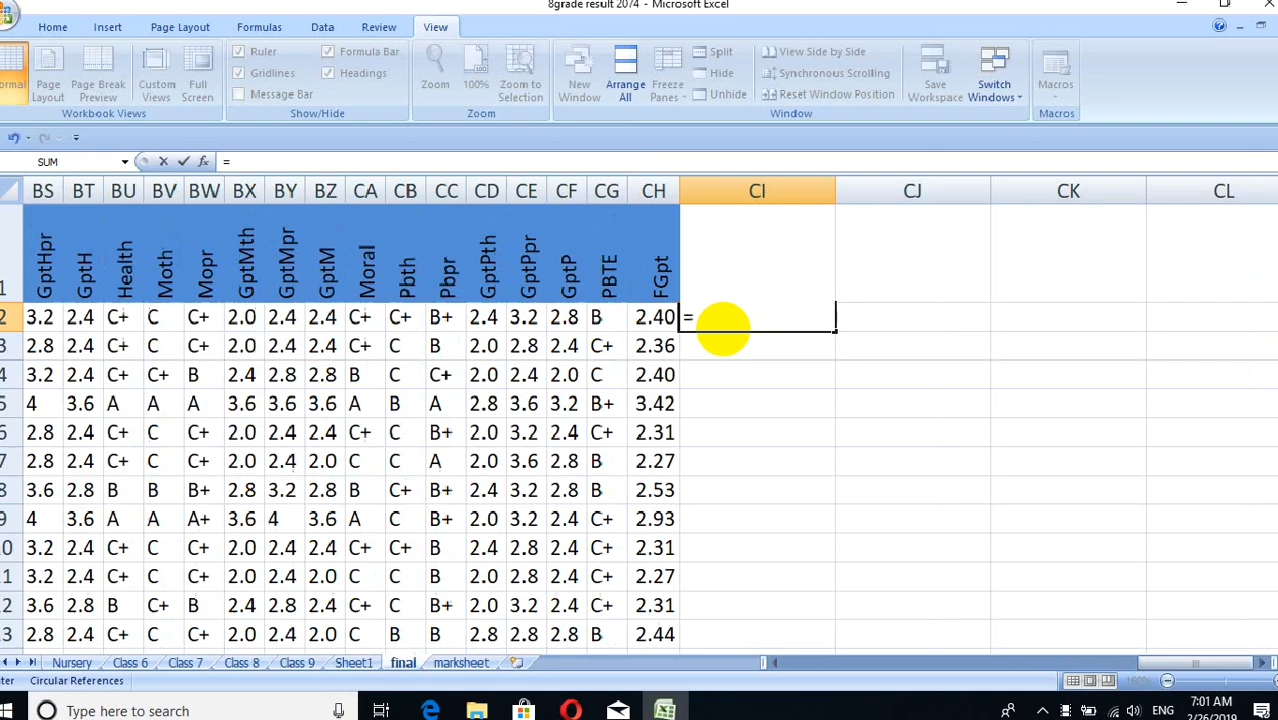 8grade result 2074 - Microsoft Excel
Home Insert Page Layout Formulas Data Review View
Ruler Formula Bar
Gridlines Headings
Message Bar
Page Layout Page Break Preview Custom Views Full Screen
Zoom 100% Zoom to Selection
New Window Arrange All Freeze Panes
Split
Hide
Unhide
View Side by Side
Synchronous Scrolling
Reset Window Position
Save Workspace Switch Windows Macros
Workbook Views Show/Hide Zoom Window Macros
SUM fx =
BS BT BU BV BW BX BY BZ CA CB CC CD CE CF CG CH CI CJ CK CL
1 GptHpr GptH Health Moth Mopr GptMth GptMpr GptM Moral Pbth Pbpr GptPth GptPpr GptP PBTE FGpt
2 3.2 2.4 C+ C C+ 2.0 2.4 2.4 C+ C+ B+ 2.4 3.2 2.8 B 2.40 =
3 2.8 2.4 C+ C C+ 2.0 2.4 2.4 C+ C B 2.0 2.8 2.4 C+ 2.36
4 3.2 2.4 C+ C+ B 2.4 2.8 2.8 B C C+ 2.0 2.4 2.0 C 2.40
5 4 3.6 A A A 3.6 3.6 3.6 A B A 2.8 3.6 3.2 B+ 3.42
6 2.8 2.4 C+ C C+ 2.0 2.4 2.4 C+ C B+ 2.0 3.2 2.4 C+ 2.31
7 2.8 2.4 C+ C C+ 2.0 2.4 2.0 C C A 2.0 3.6 2.8 B 2.27
8 3.6 2.8 B B B+ 2.8 3.2 2.8 B C+ B+ 2.4 3.2 2.8 B 2.53
9 4 3.6 A A A+ 3.6 4 3.6 A C B+ 2.0 3.2 2.4 C+ 2.93
10 3.2 2.4 C+ C C+ 2.0 2.4 2.4 C+ C+ B 2.4 2.8 2.4 C+ 2.31
11 3.2 2.4 C+ C C+ 2.0 2.4 2.4 C C B 2.0 2.8 2.4 C+ 2.27
12 3.6 2.8 B C+ B 2.4 2.8 2.4 C+ C B+ 2.0 3.2 2.4 C+ 2.31
13 2.8 2.4 C+ C C+ 2.0 2.4 2.0 C B B 2.8 2.8 2.8 B 2.44
Nursery Class 6 Class 7 Class 8 Class 9 Sheet1 final marksheet
Circular References
Type here to search
ENG
7:01 AM
2/26/2019